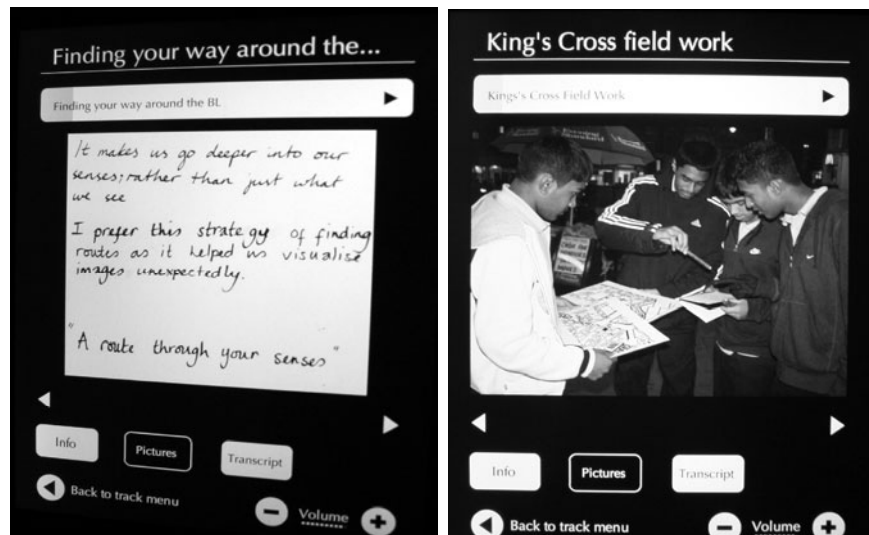 Finding your way around the...
Finding your way around the BL
It makes us go deeper into our
senses; rather than just what
we see
I prefer this strategy of finding
routes as it helped us visualise
images unexpectedly.
"A route through your senses"
Info
Pictures
Transcript
Back to track menu
Volume
King's Cross field work
Kings's Cross Field Work
Info
Pictures
Transcript
Back to track menu
Volume